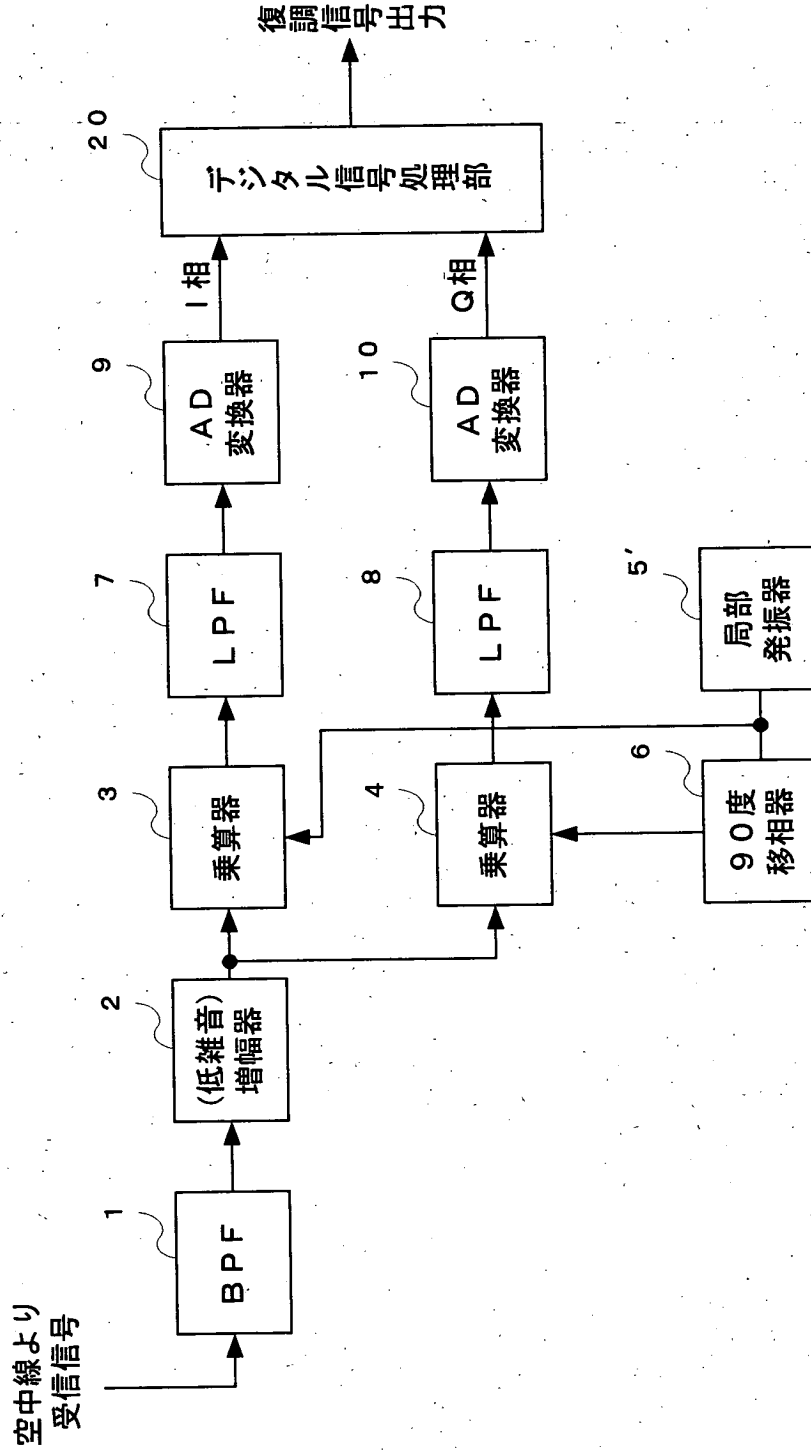 空中線より
受信信号
1
BPF
2
(低雑音)
増幅器
3
乗算器
7
LPF
9
AD
変換器
I相
20
デジタル信号処理部
復調信号出力
4
乗算器
8
LPF
10
AD
変換器
Q相
6
90度
移相器
5'
局部
発振器